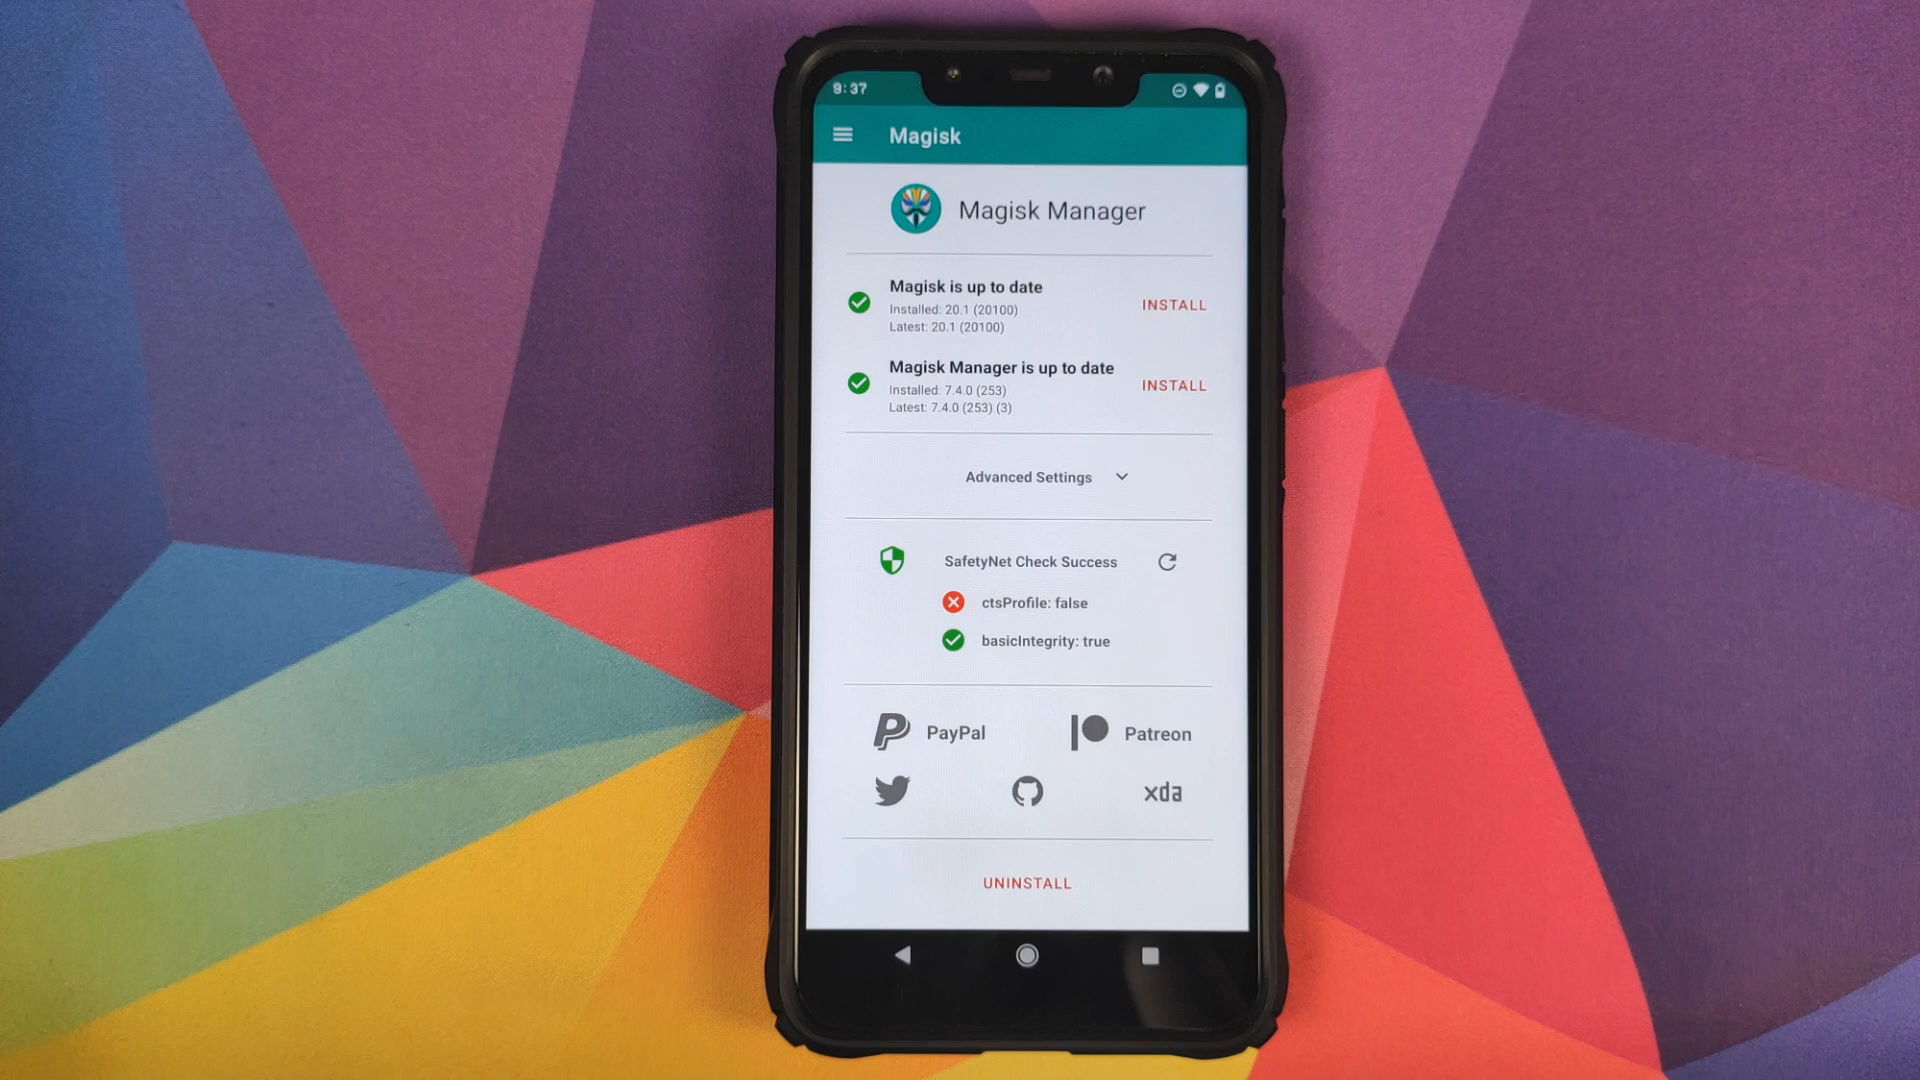 9:37
Magisk
Magisk Manager
Magisk is up to date
Installed: 20.1 (20100)
Latest: 20.1 (20100)
INSTALL
Magisk Manager is up to date
Installed: 7.4.0 (253)
Latest: 7.4.0 (253) (3)
INSTALL
Advanced Settings
SafetyNet Check Success
ctsProfile: false
basicIntegrity: true
PayPal
Patreon
xda
UNINSTALL